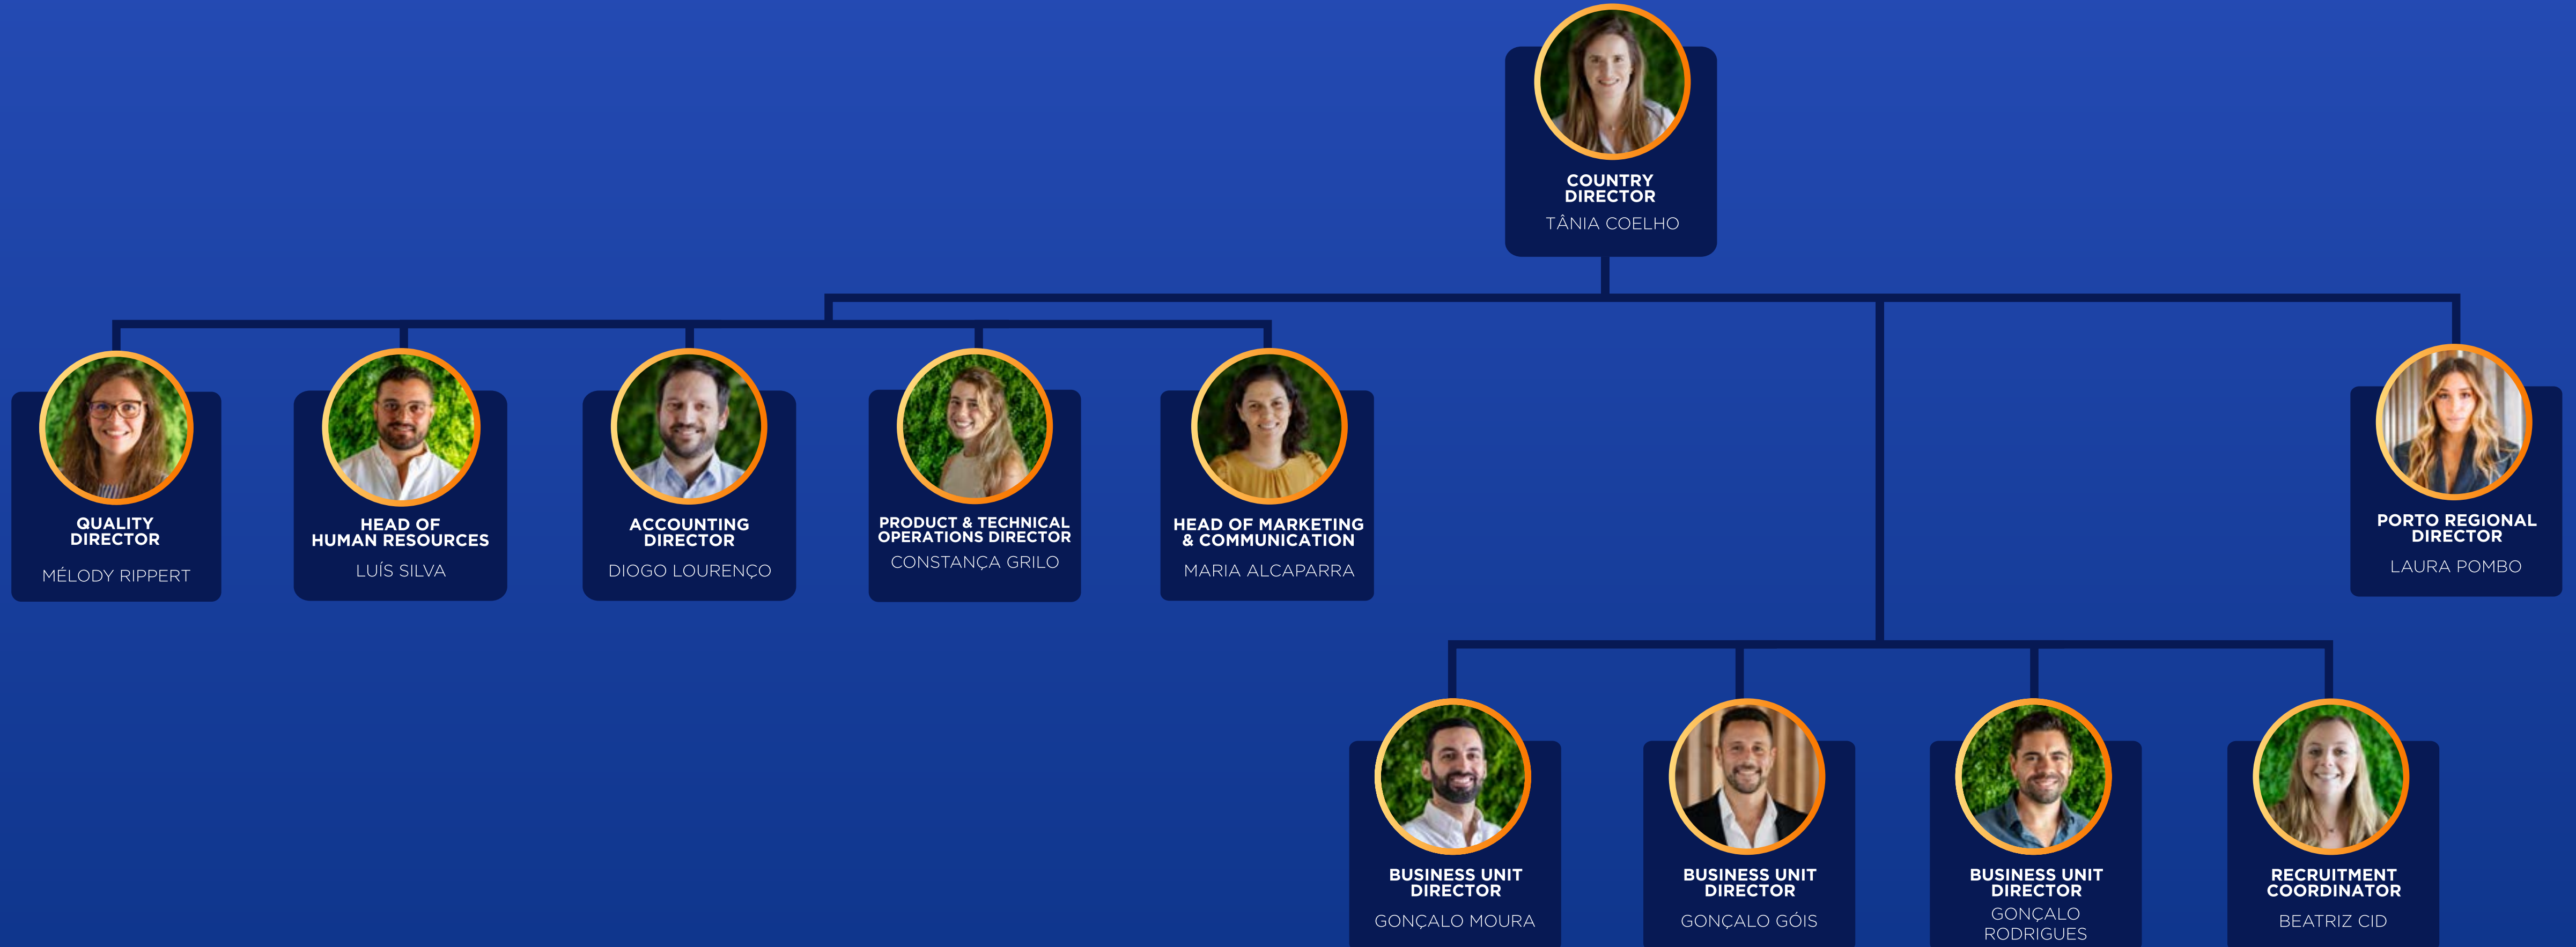 COUNTRY
DIRECTOR
TÂNIA COELHO
QUALITY
DIRECTOR
MÉLODY RIPPERT
HEAD OF
HUMAN RESOURCES
LUÍS SILVA
ACCOUNTING
DIRECTOR
DIOGO LOURENÇO
PRODUCT & TECHNICAL
OPERATIONS DIRECTOR
CONSTANÇA GRILO
HEAD OF MARKETING
& COMMUNICATION
MARIA ALCAPARRA
PORTO REGIONAL
DIRECTOR
LAURA POMBO
BUSINESS UNIT
DIRECTOR
GONÇALO MOURA
BUSINESS UNIT
DIRECTOR
GONÇALO GÓIS
BUSINESS UNIT
DIRECTOR
GONÇALO
RODRIGUES
RECRUITMENT
COORDINATOR
BEATRIZ CID